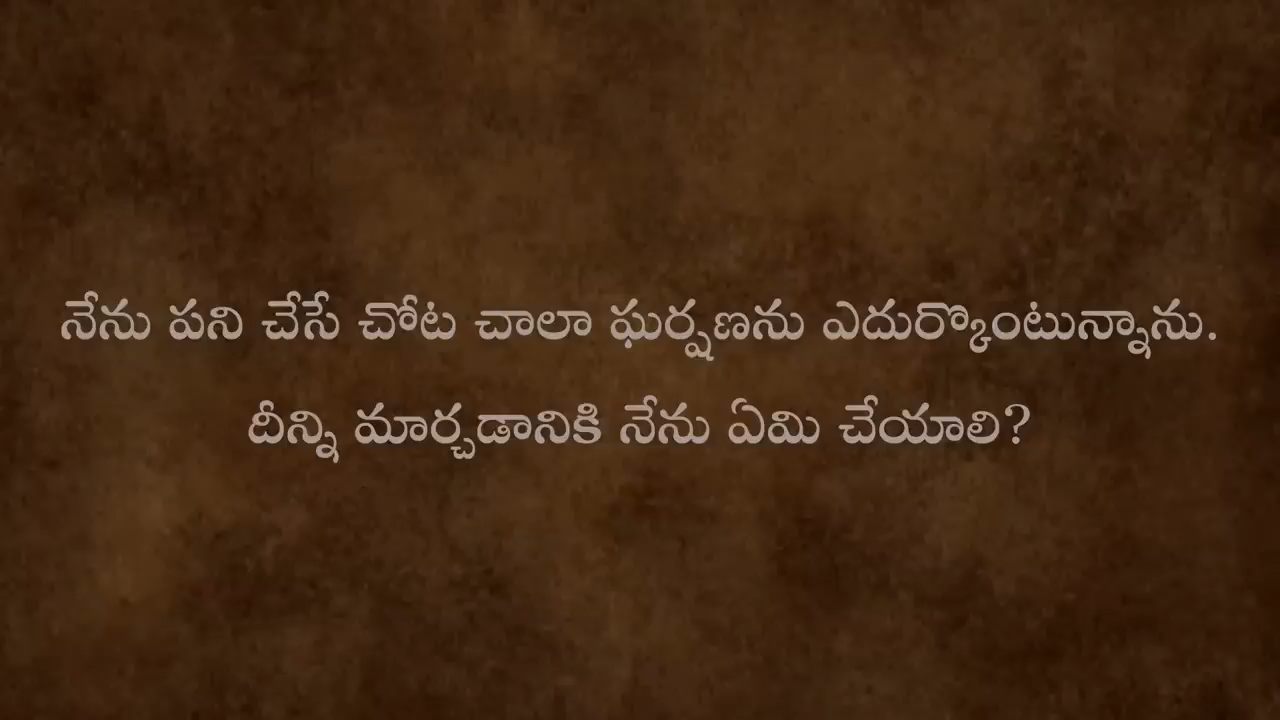 నేను పని చేసే చోట చాలా ఘర్షణను ఎదుర్కొంటున్నాను.
దీన్ని మార్చడానికి నేను ఏమి చేయాలి?